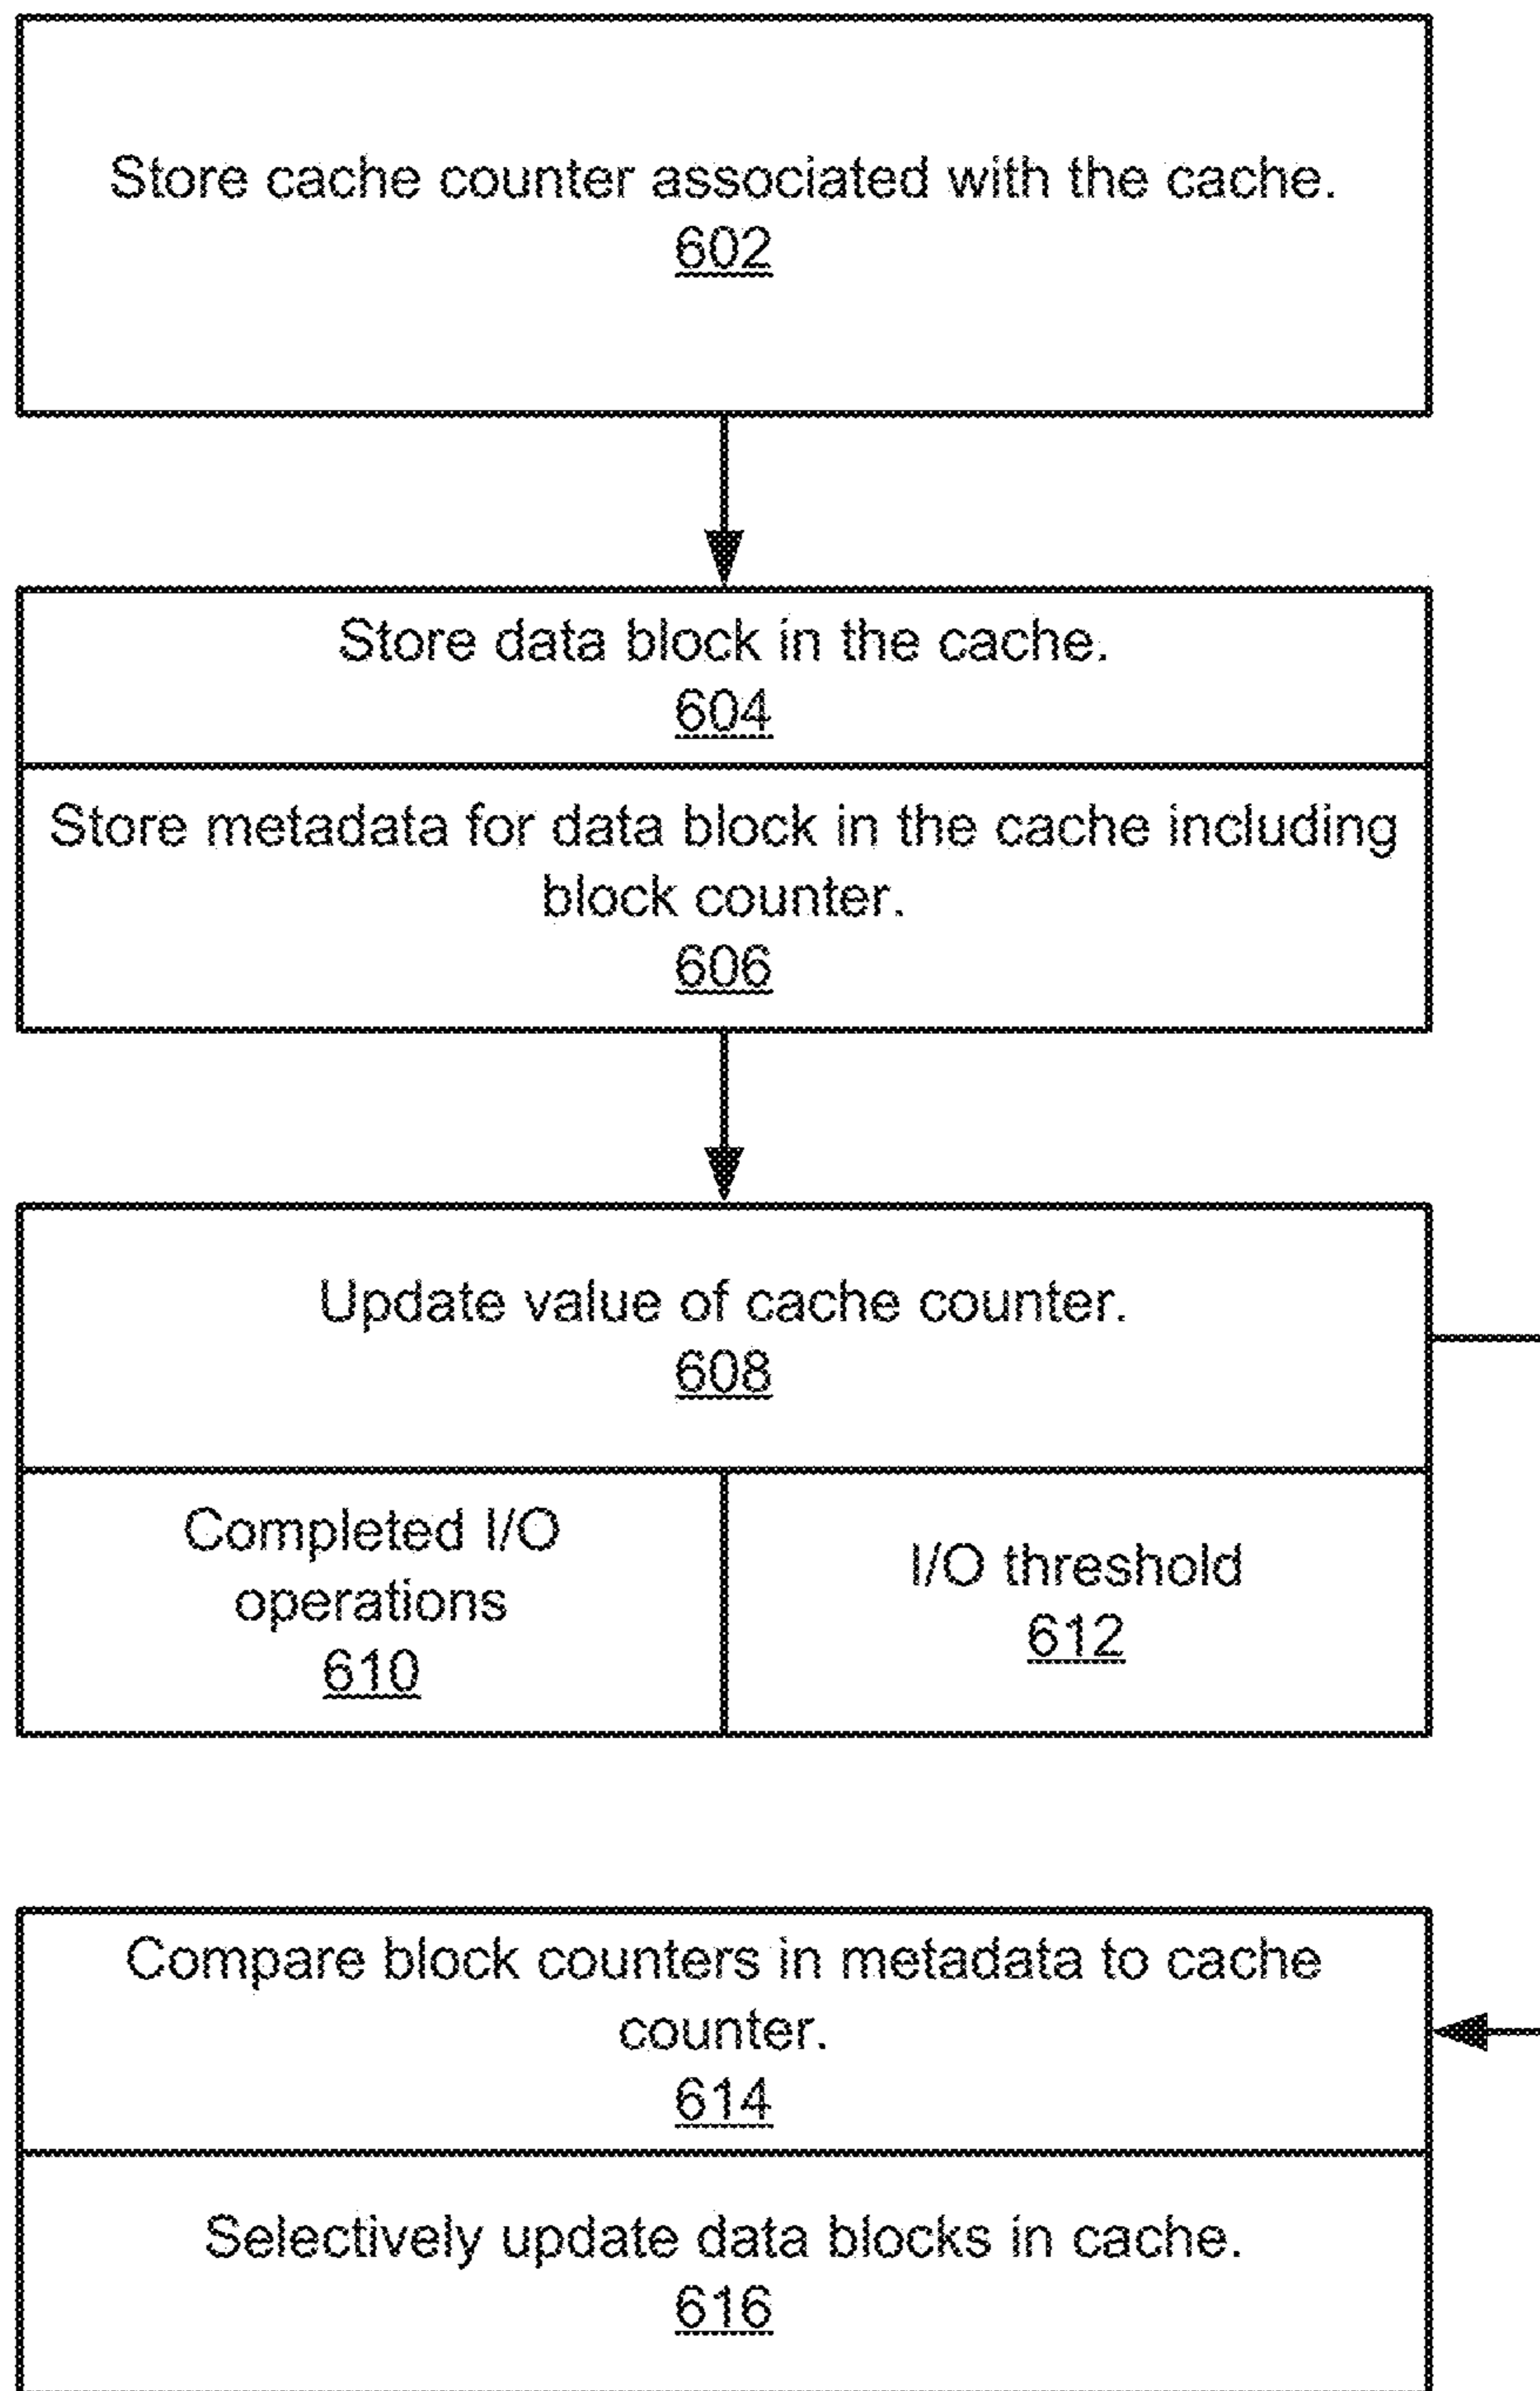 Store cache counter associated with the cache.
602
Store data block in the cache.
604
Store metadata for data block in the cache including
block counter.
606
Update value of cache counter.
608
Completed I/O
operations
610
I/O threshold
612
Compare block counters in metadata to cache
counter.
614
Selectively update data blocks in cache.
616